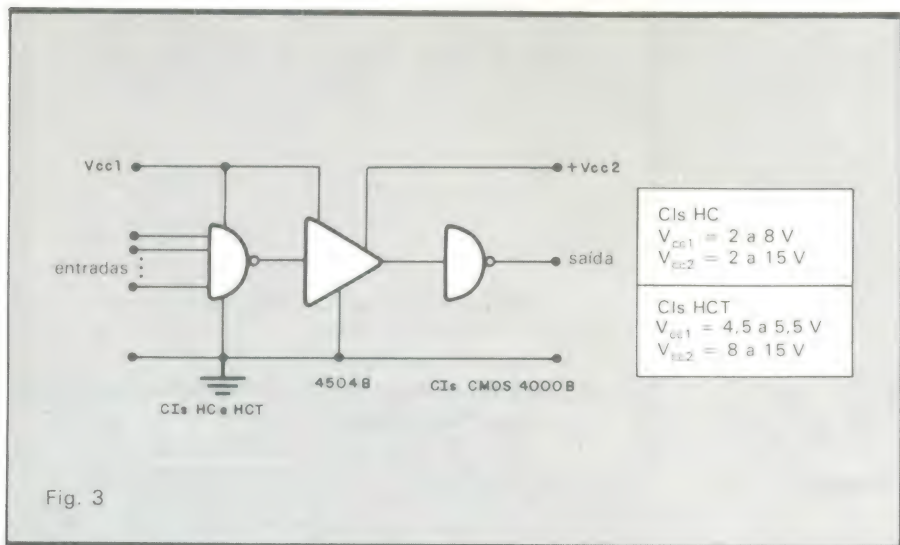 Vcc1
+Vcc2
entradas
saída
4504B
CIs CMOS 4000B
CIs HC e HCT
CIs HC
Vcc1 = 2 a 8 V
Vcc2 = 2 a 15 V
CIs HCT
Vcc1 = 4,5 a 5,5 V
Vcc2 = 8 a 15 V
Fig. 3